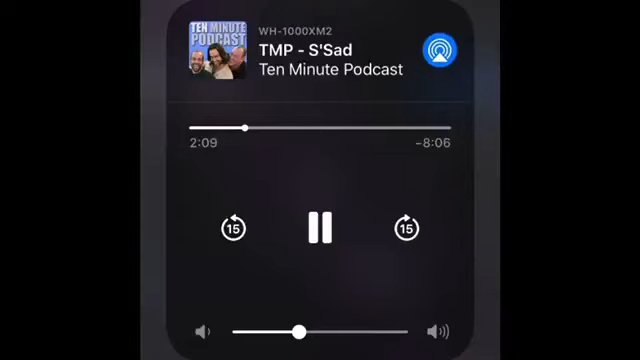 TEN MINUTE
PODCAST
WH-1000XM2
TMP - S'Sad
Ten Minute Podcast
2:09
-8:06
15
15